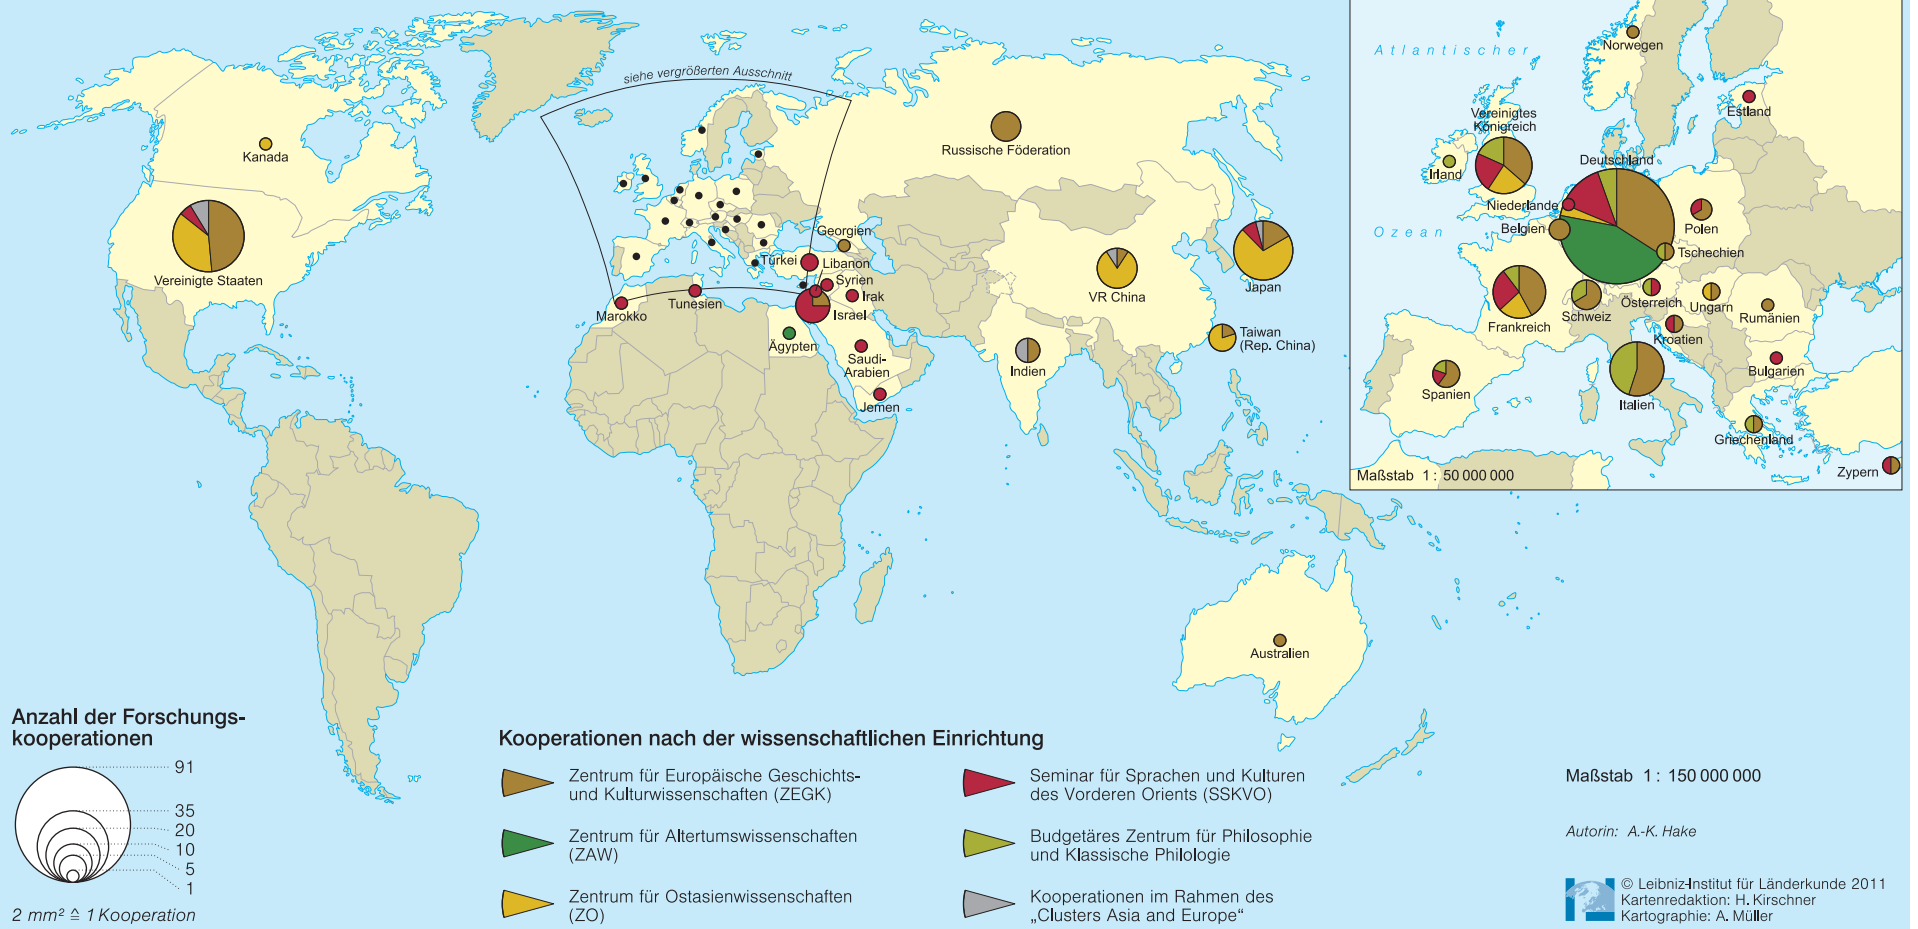 siehe vergrößerten Ausschnitt
Kanada
Vereinigte Staaten
Russische Föderation
Georgien
Türkei
Libanon
Syrien
Irak
Israel
Marokko
Tunesien
Ägypten
Saudi-
Arabien
Jemen
Indien
VR China
Japan
Taiwan
(Rep. China)
Australien
Atlantischer
Ozean
Norwegen
Estland
Vereinigtes
Königreich
Irland
Deutschland
Niederlande
Belgien
Polen
Tschechien
Frankreich
Schweiz
Österreich
Ungarn
Rumänien
Kroatien
Bulgarien
Spanien
Italien
Griechenland
Zypern
Maßstab 1 : 50 000 000
Anzahl der Forschungs-
kooperationen
91
35
20
10
5
1
2 mm² ≙ 1 Kooperation
Kooperationen nach der wissenschaftlichen Einrichtung
Zentrum für Europäische Geschichts-
und Kulturwissenschaften (ZEGK)
Zentrum für Altertumswissenschaften
(ZAW)
Zentrum für Ostasienwissenschaften
(ZO)
Seminar für Sprachen und Kulturen
des Vorderen Orients (SSKVO)
Budgetäres Zentrum für Philosophie
und Klassische Philologie
Kooperationen im Rahmen des
„Clusters Asia and Europe“
Maßstab 1 : 150 000 000
Autorin: A.-K. Hake
© Leibniz-Institut für Länderkunde 2011
Kartenredaktion: H. Kirschner
Kartographie: A. Müller